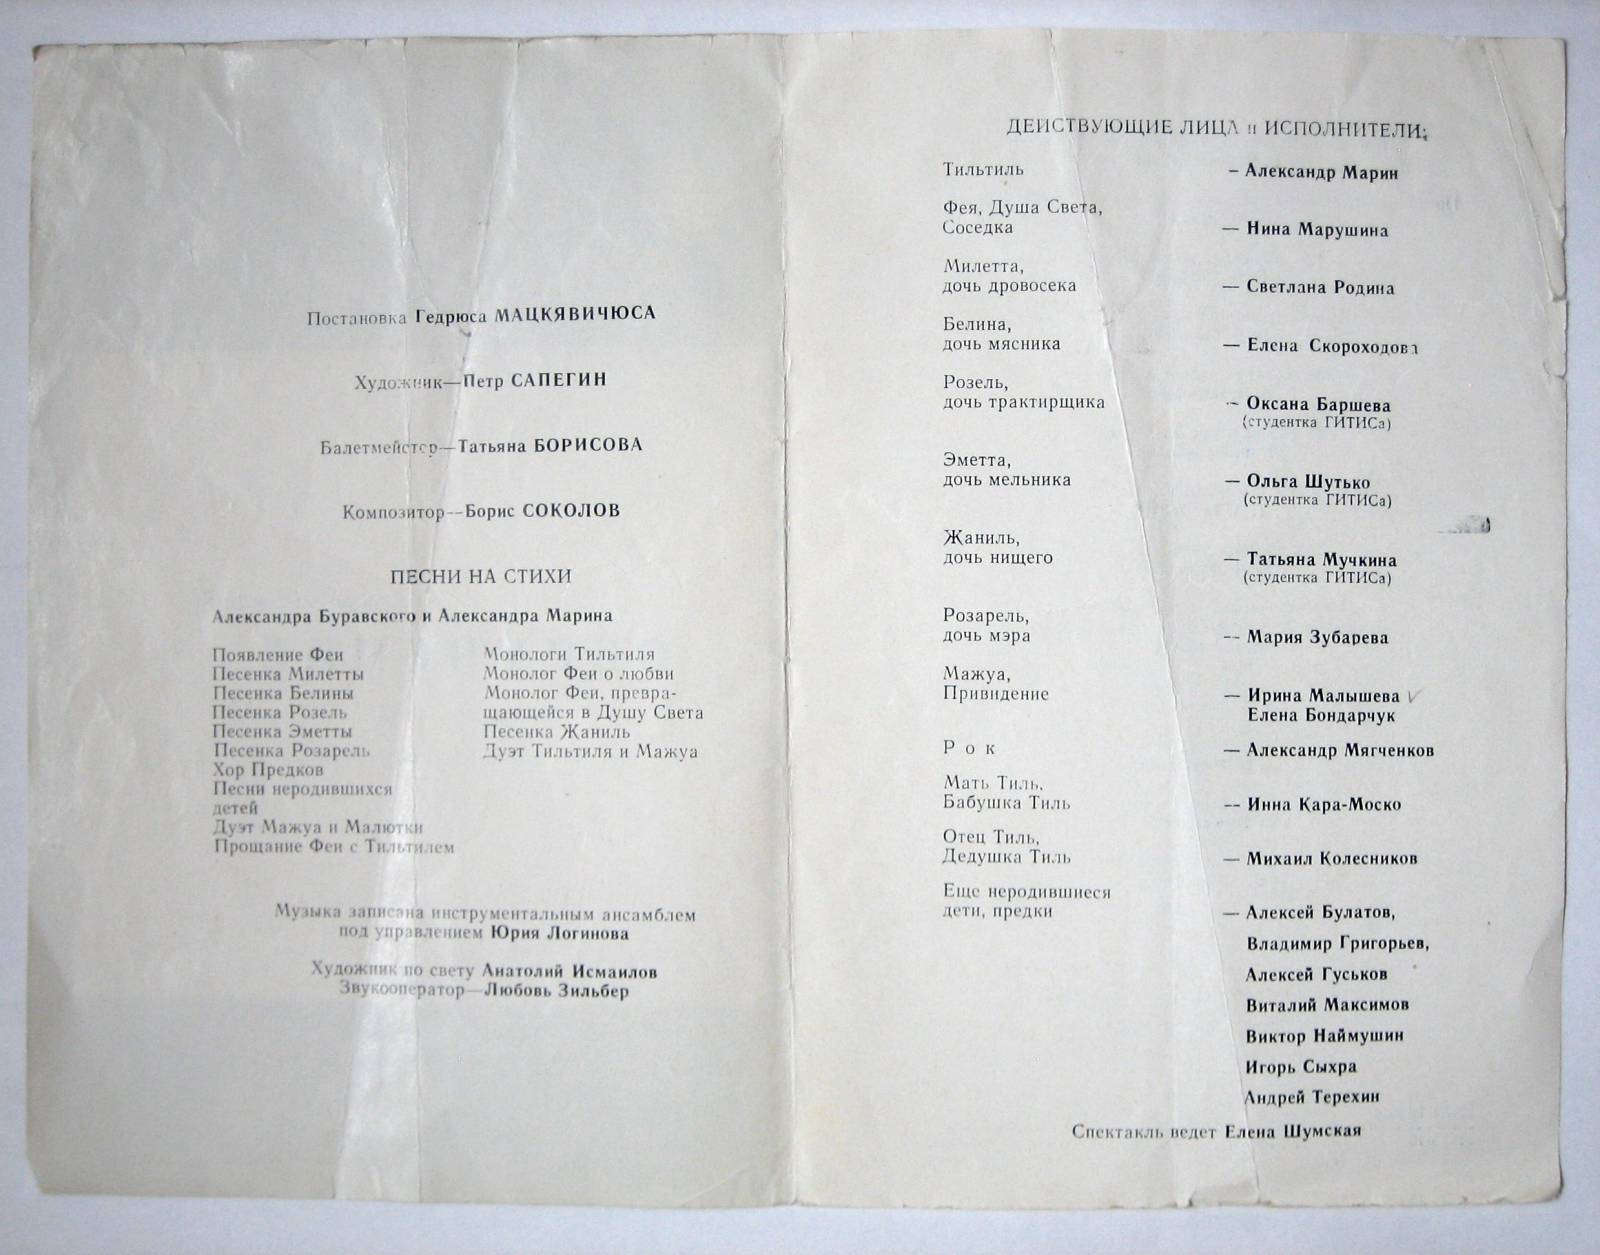 Постановка Гедрюса МАЦКЯВИЧЮСА
Художник—Петр САПЕГИН
Балетмейстер—Татьяна БОРИСОВА
Композитор—Борис СОКОЛОВ
ПЕСНИ НА СТИХИ
Александра Буравского и Александра Марина
Появление Феи
Песенка Милетты
Песенка Белины
Песенка Розель
Песенка Эметты
Песенка Розарель
Хор Предков
Песни неродившихся
детей
Дуэт Мажуа и Малютки
Прощание Феи с Тильтилем
Монологи Тильтиля
Монолог Феи о любви
Монолог Феи, превра-
щающейся в Душу Света
Песенка Жаниль
Дуэт Тильтиля и Мажуа
Музыка записана инструментальным ансамблем
под управлением Юрия Логинова
Художник по свету Анатолий Исмаилов
Звукооператор—Любовь Зильбер
ДЕЙСТВУЮЩИЕ ЛИЦА и ИСПОЛНИТЕЛИ:
Тильтиль — Александр Марин
Фея, Душа Света,
Соседка — Нина Марушина
Милетта,
дочь дровосека — Светлана Родина
Белина,
дочь мясника — Елена Скороходова
Розель,
дочь трактирщика — Оксана Баршева
(студентка ГИТИСа)
Эметта,
дочь мельника — Ольга Шутько
(студентка ГИТИСа)
Жаниль,
дочь нищего — Татьяна Мучкина
(студентка ГИТИСа)
Розарель,
дочь мэра — Мария Зубарева
Мажуа,
Привидение — Ирина Малышева
Елена Бондарчук
Рок — Александр Мягченков
Мать Тиль,
Бабушка Тиль — Инна Кара-Моско
Отец Тиль,
Дедушка Тиль — Михаил Колесников
Еще неродившиеся
дети, предки — Алексей Булатов,
Владимир Григорьев,
Алексей Гуськов
Виталий Максимов
Виктор Наймушин
Игорь Сыхра
Андрей Терехин
Спектакль ведет Елена Шумская